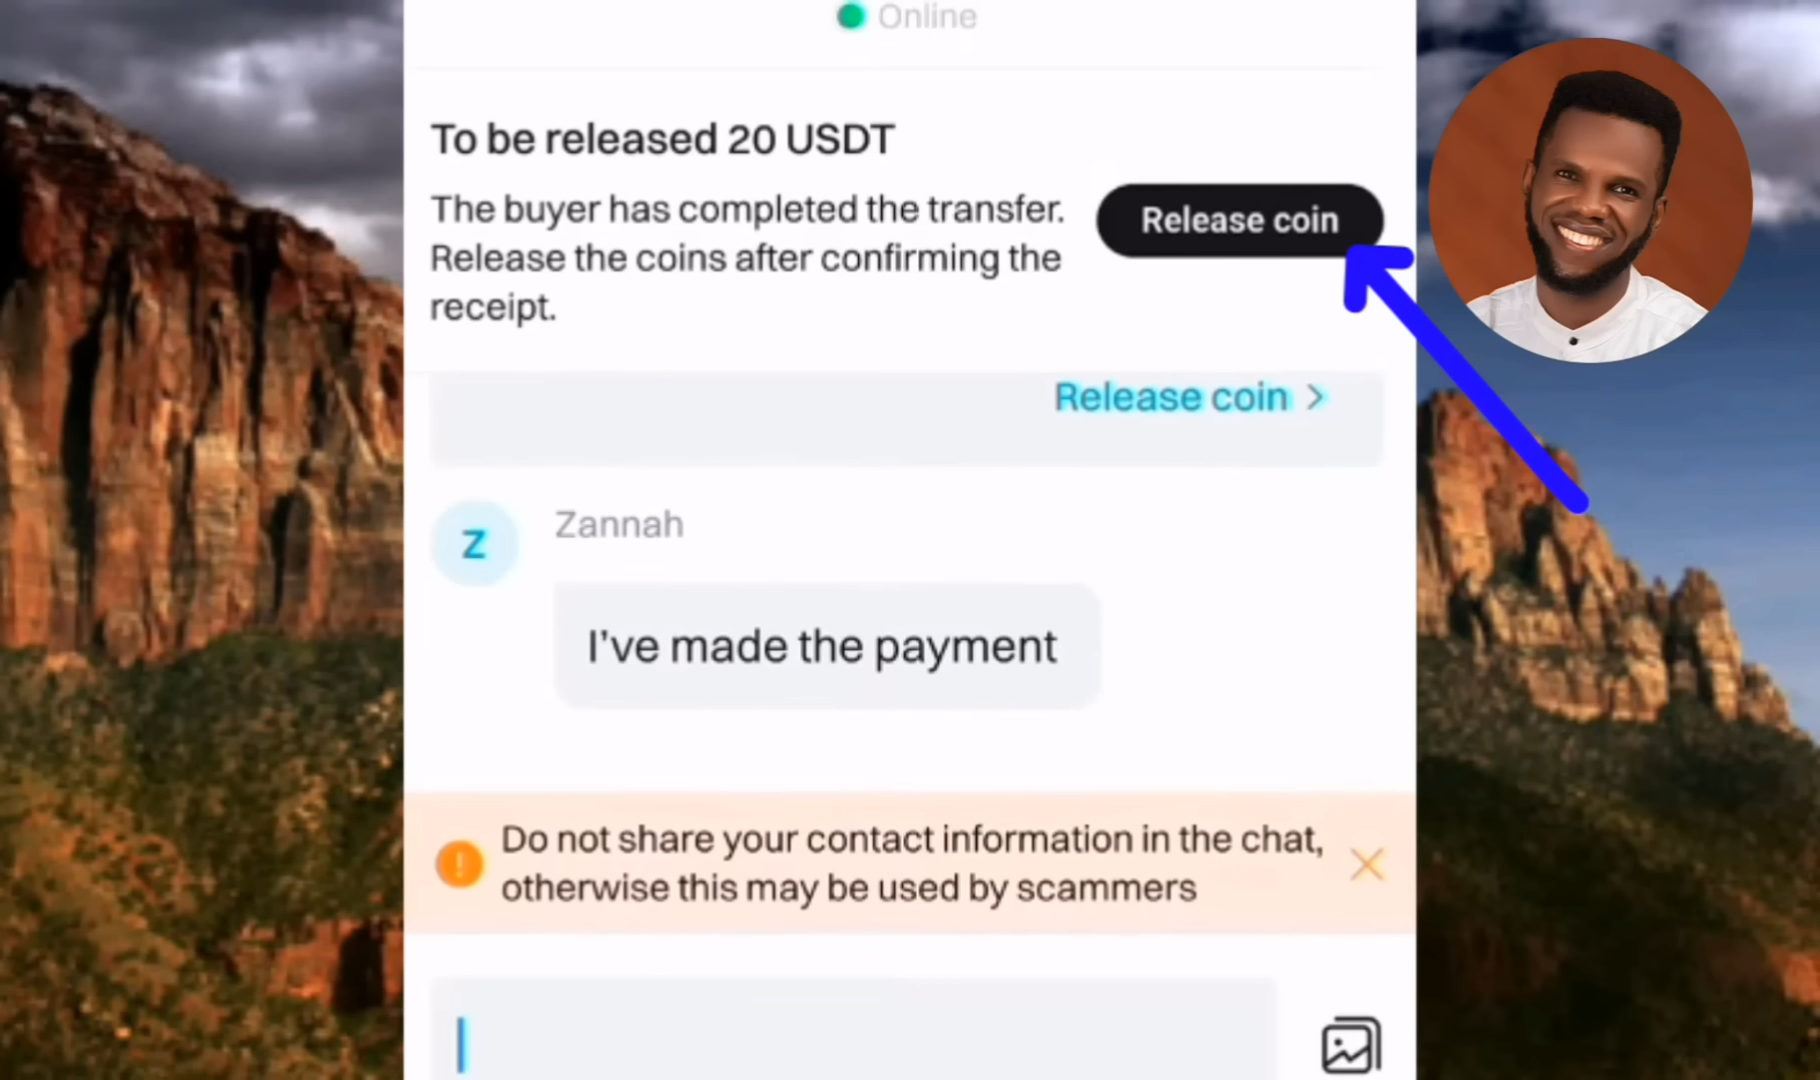 Online
To be released 20 USDT
The buyer has completed the transfer.
Release the coins after confirming the
receipt.
Release coin
Release coin >
Z
Zannah
I've made the payment
Do not share your contact information in the chat,
otherwise this may be used by scammers